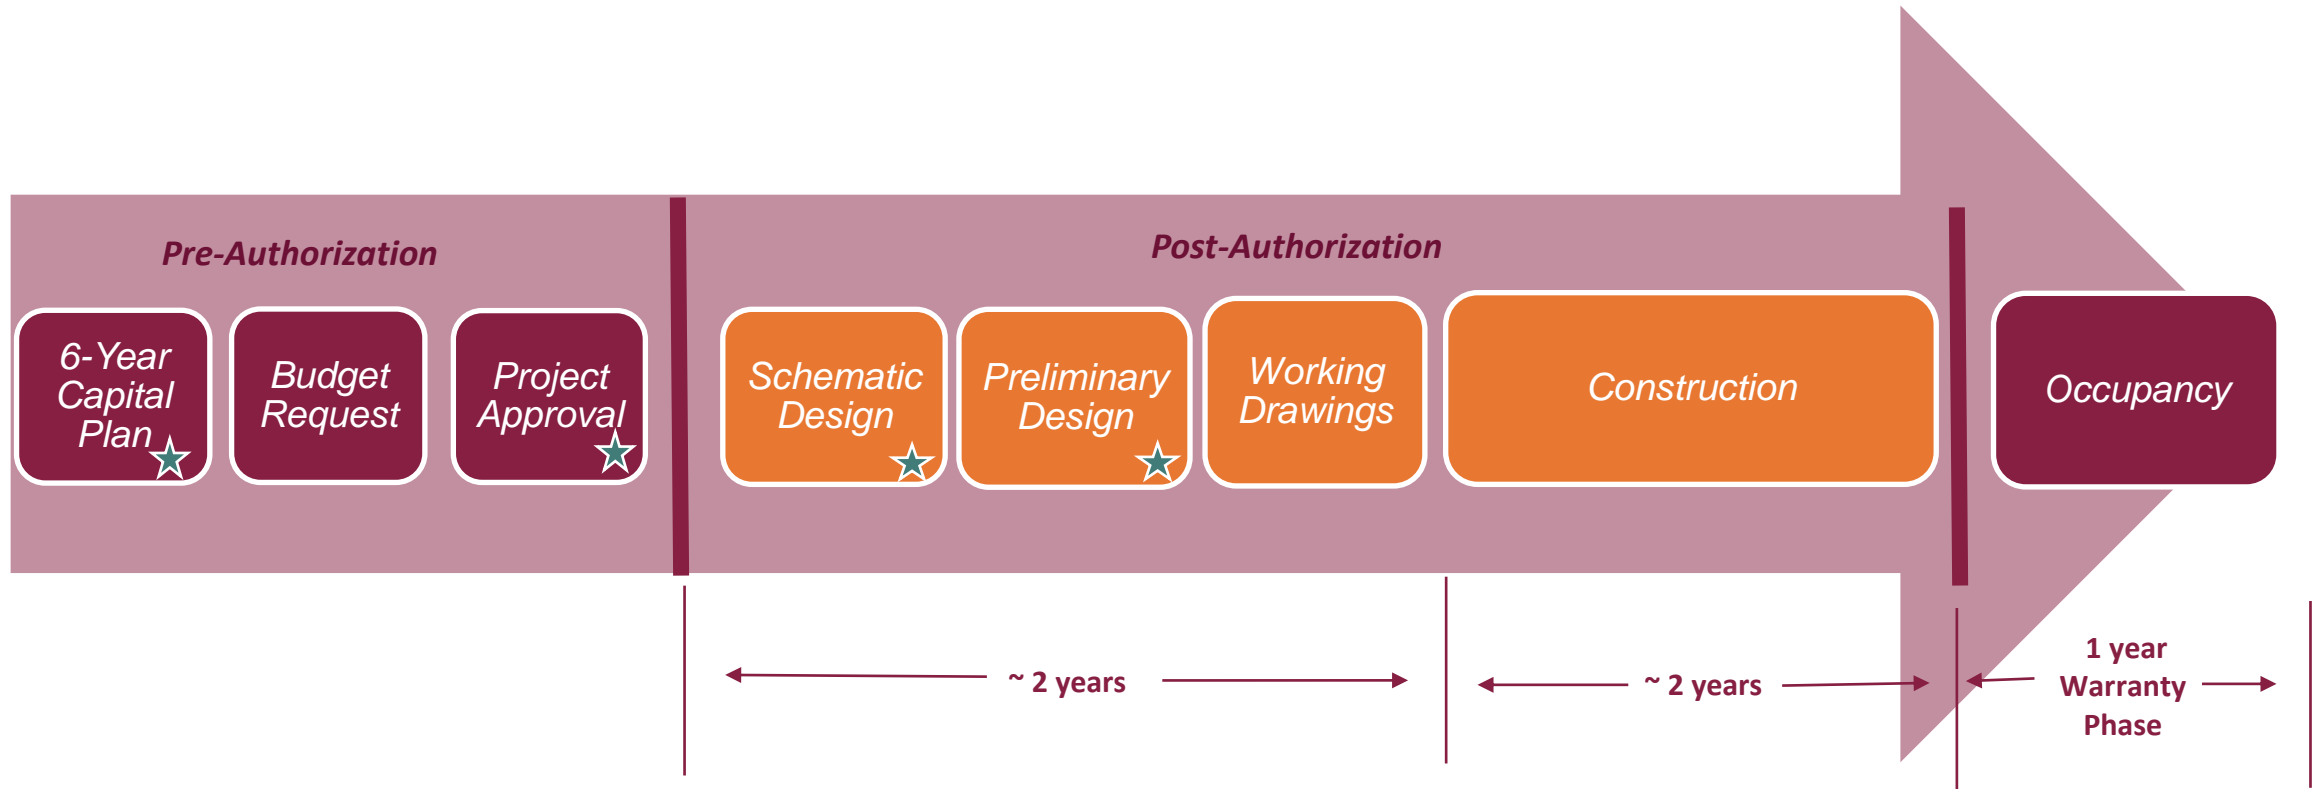 Pre-Authorization
Post-Authorization
6-Year
Capital
Plan
Budget
Request
Project
Approval
Schematic
Design
Preliminary
Design
Working
Drawings
Construction
Occupancy
~ 2 years
~ 2 years
1 year
Warranty
Phase